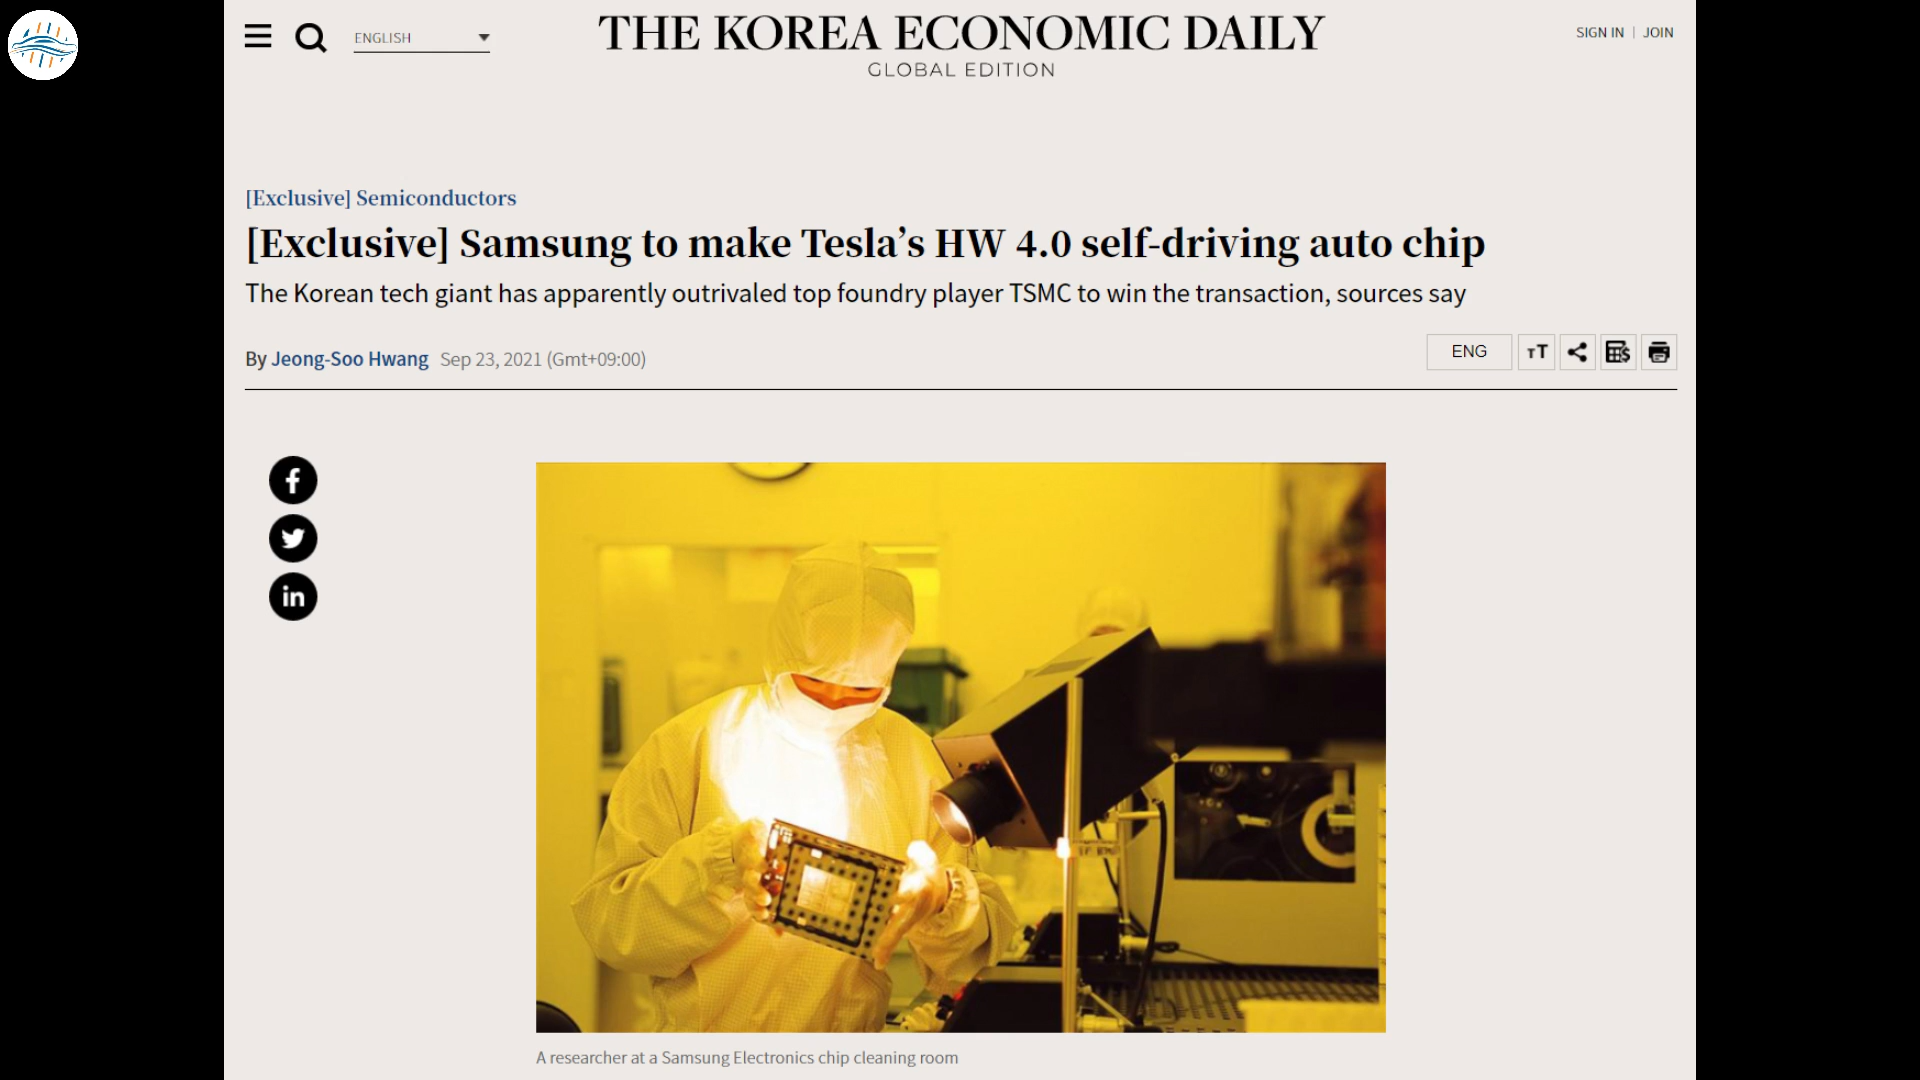 ENGLISH
THE KOREA ECONOMIC DAILY
GLOBAL EDITION
SIGN IN | JOIN
[Exclusive] Semiconductors
[Exclusive] Samsung to make Tesla’s HW 4.0 self-driving auto chip
The Korean tech giant has apparently outrivaled top foundry player TSMC to win the transaction, sources say
By Jeong-Soo Hwang Sep 23, 2021 (Gmt+09:00)
ENG
TT
f
in
A researcher at a Samsung Electronics chip cleaning room